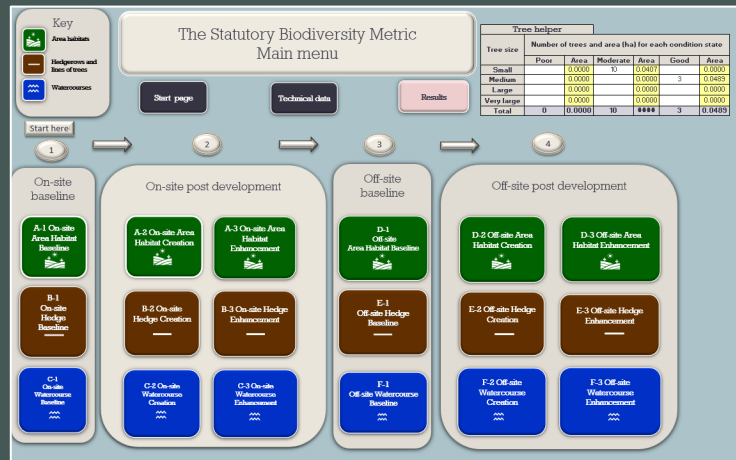 Key
Area habitats
Hedgerows and
lines of trees
Watercourses
The Statutory Biodiversity Metric
Main menu
Start page
Technical data
Results
Tree helper
Tree size
Number of trees and area (ha) for each condition state
Poor Area Moderate Area Good Area
Small 0.0000 10 0.0407 0.0000
Medium 0.0000 0.0000 3 0.0489
Large 0.0000 0.0000 0.0000
Very large 0.0000 0.0000 0.0000
Total 0 0.0000 10 #### 3 0.0489
Start here
1
2
3
4
On-site
baseline
A-1 On-site
Area Habitat
Baseline
B-1
On-site
Hedge
Baseline
C-1
On-site
Watercourse
Baseline
On-site post development
A-2 On-site Area
Habitat Creation
A-3 On-site Area
Habitat
Enhancement
B-2 On-site
Hedge Creation
B-3 On-site Hedge
Enhancement
C-2 On-site
Watercourse
Creation
C-3 On-site
Watercourse
Enhancement
Off-site
baseline
D-1
Off-site
Area Habitat Baseline
E-1
Off-site Hedge
Baseline
F-1
Off-site Watercourse
Baseline
Off-site post development
D-2 Off-site Area
Habitat Creation
D-3 Off-site Area
Habitat Enhancement
E-2 Off-site Hedge
Creation
E-3 Off-site Hedge
Enhancement
F-2 Off-site
Watercourse
Creation
F-3 Off-site
Watercourse
Enhancement